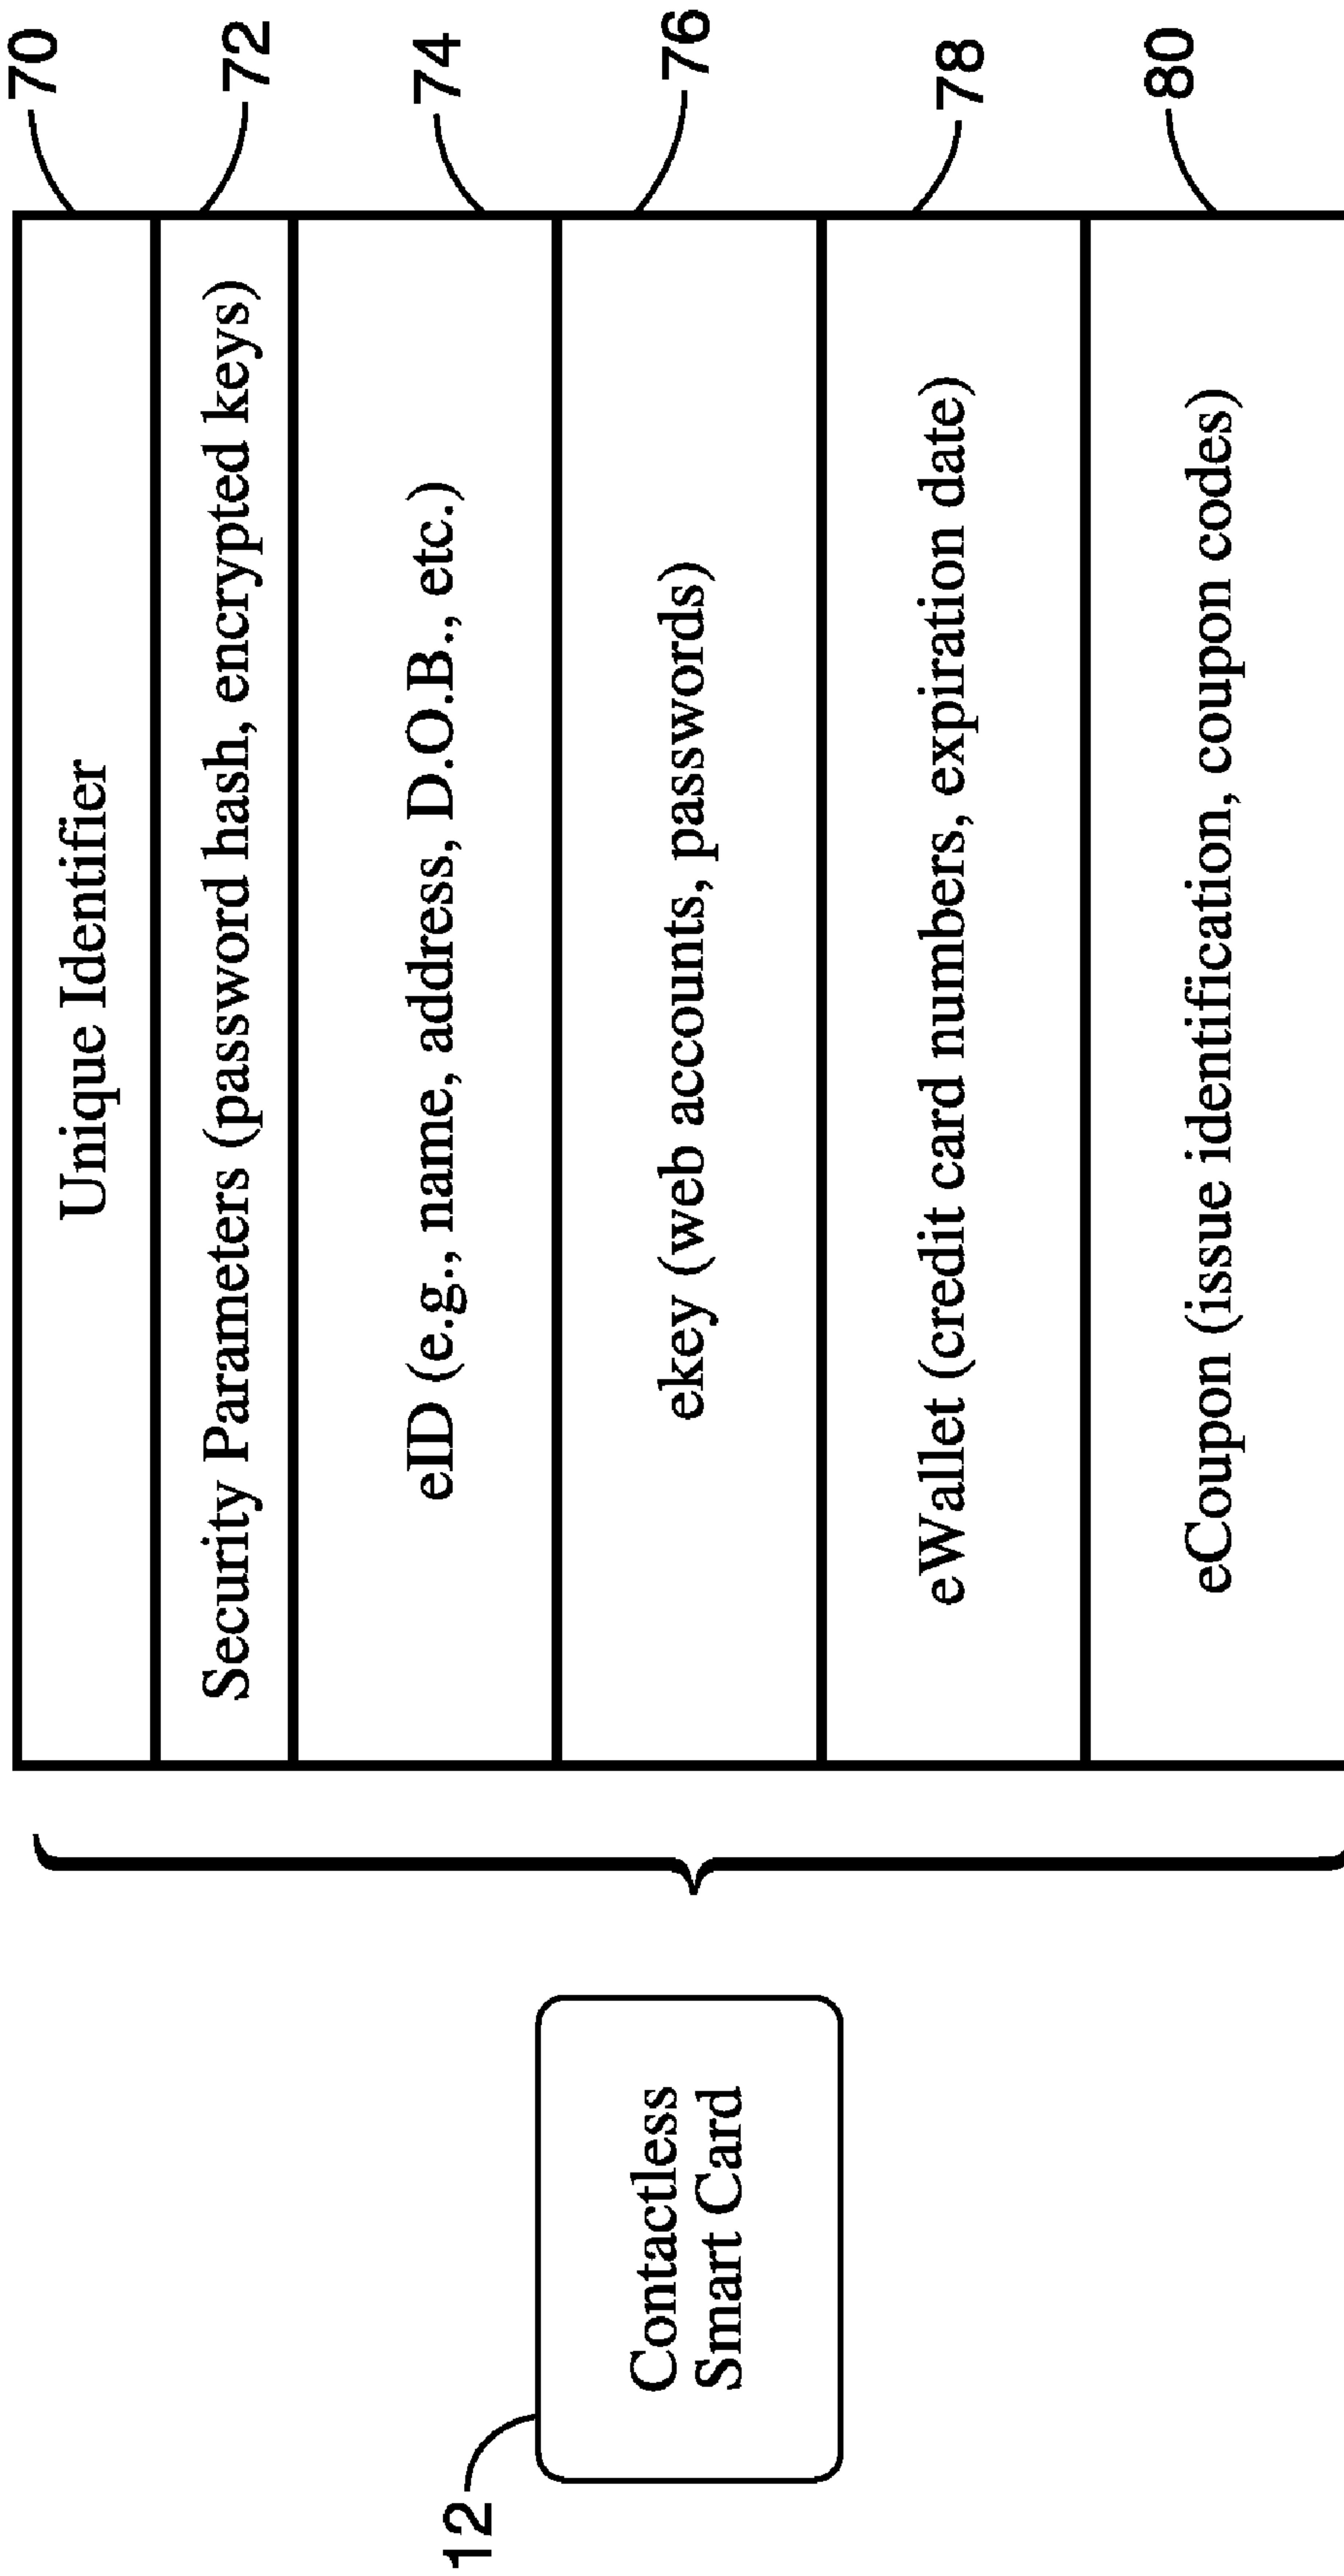 12
Contactless
Smart Card
Unique Identifier
70
Security Parameters (password hash, encrypted keys)
72
eID (e.g., name, address, D.O.B., etc.)
74
ekey (web accounts, passwords)
76
eWallet (credit card numbers, expiration date)
78
eCoupon (issue identification, coupon codes)
80